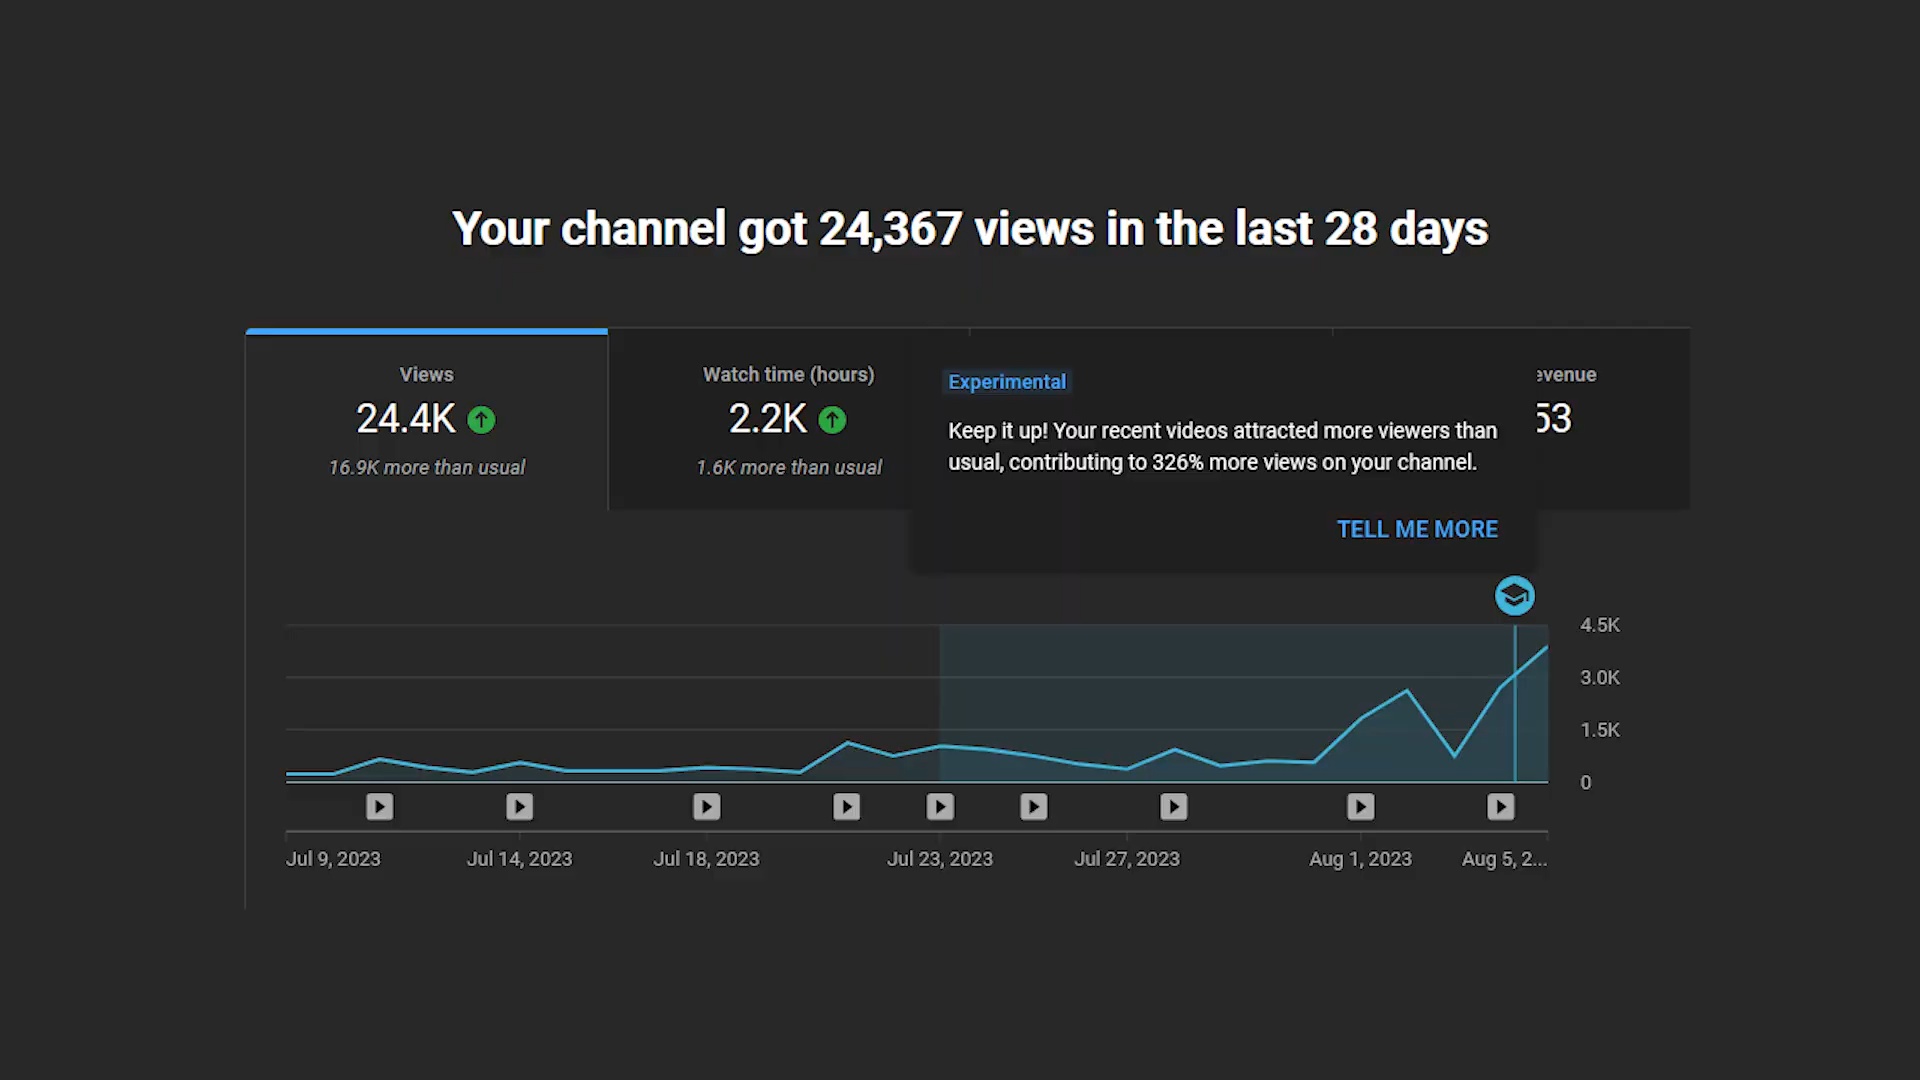 Your channel got 24,367 views in the last 28 days
Views
24.4K
16.9K more than usual
Watch time (hours)
2.2K
1.6K more than usual
Experimental
Keep it up! Your recent videos attracted more viewers than
usual, contributing to 326% more views on your channel.
TELL ME MORE
evenue
53
4.5K
3.0K
1.5K
0
Jul 9, 2023
Jul 14, 2023
Jul 18, 2023
Jul 23, 2023
Jul 27, 2023
Aug 1, 2023
Aug 5, 2...